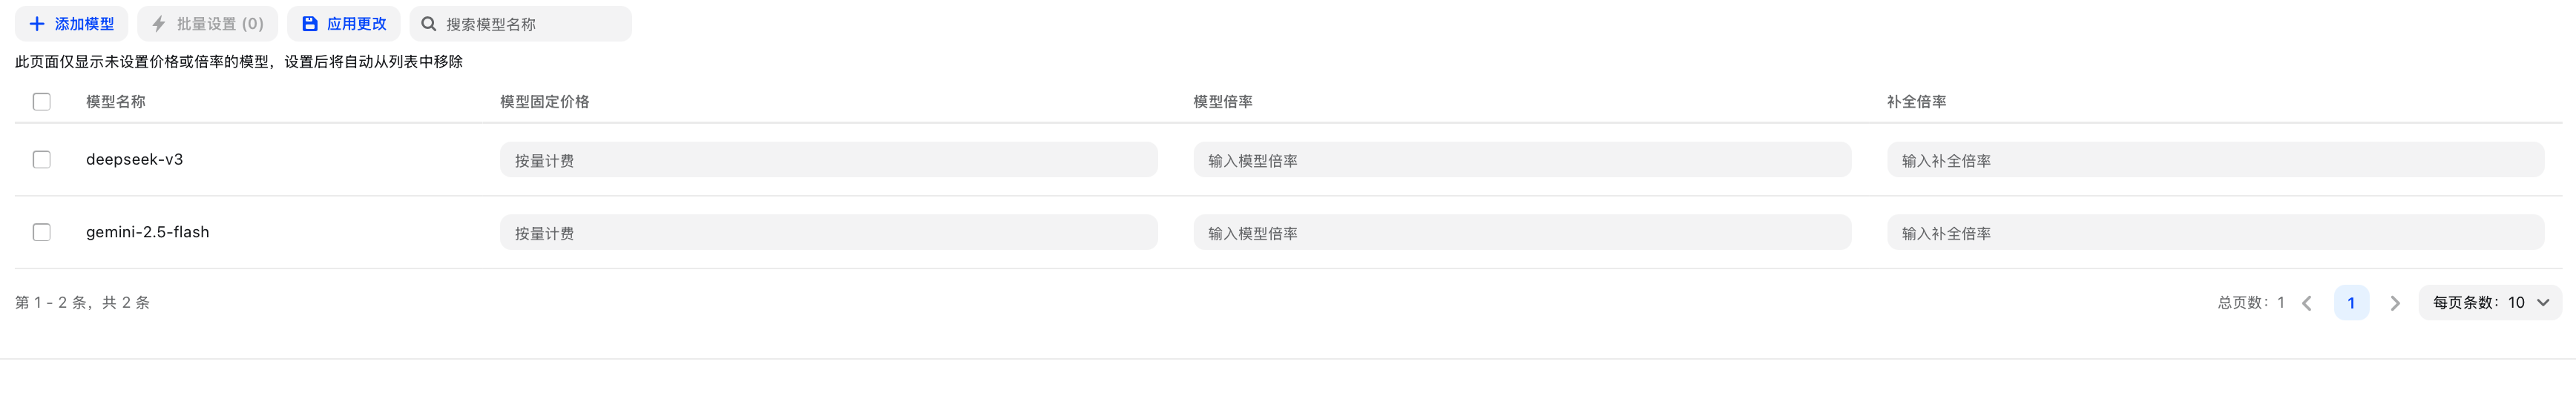 添加模型 批量设置 (0) 应用更改 搜索模型名称
此页面仅显示未设置价格或倍率的模型，设置后将自动从列表中移除
模型名称 模型固定价格 模型倍率 补全倍率
deepseek-v3 按量计费 输入模型倍率 输入补全倍率
gemini-2.5-flash 按量计费 输入模型倍率 输入补全倍率
第 1 - 2 条，共 2 条 总页数：1 1 每页条数：10